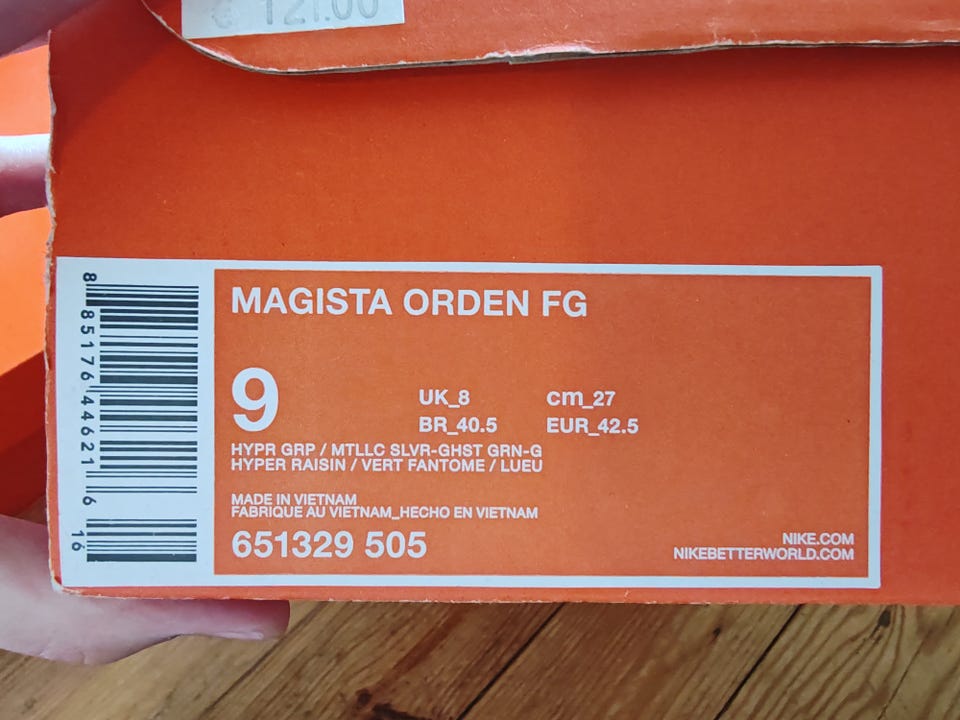 € 121.00
MAGISTA ORDEN FG
9
UK_8 cm_27
BR_40.5 EUR_42.5
HYPR GRP / MTLLC SLVR-GHST GRN-G
HYPER RAISIN / VERT FANTOME / LUEU
MADE IN VIETNAM
FABRIQUE AU VIETNAM_HECHO EN VIETNAM
651329 505
NIKE.COM
NIKEBETTERWORLD.COM
8 85176 44621 6
16